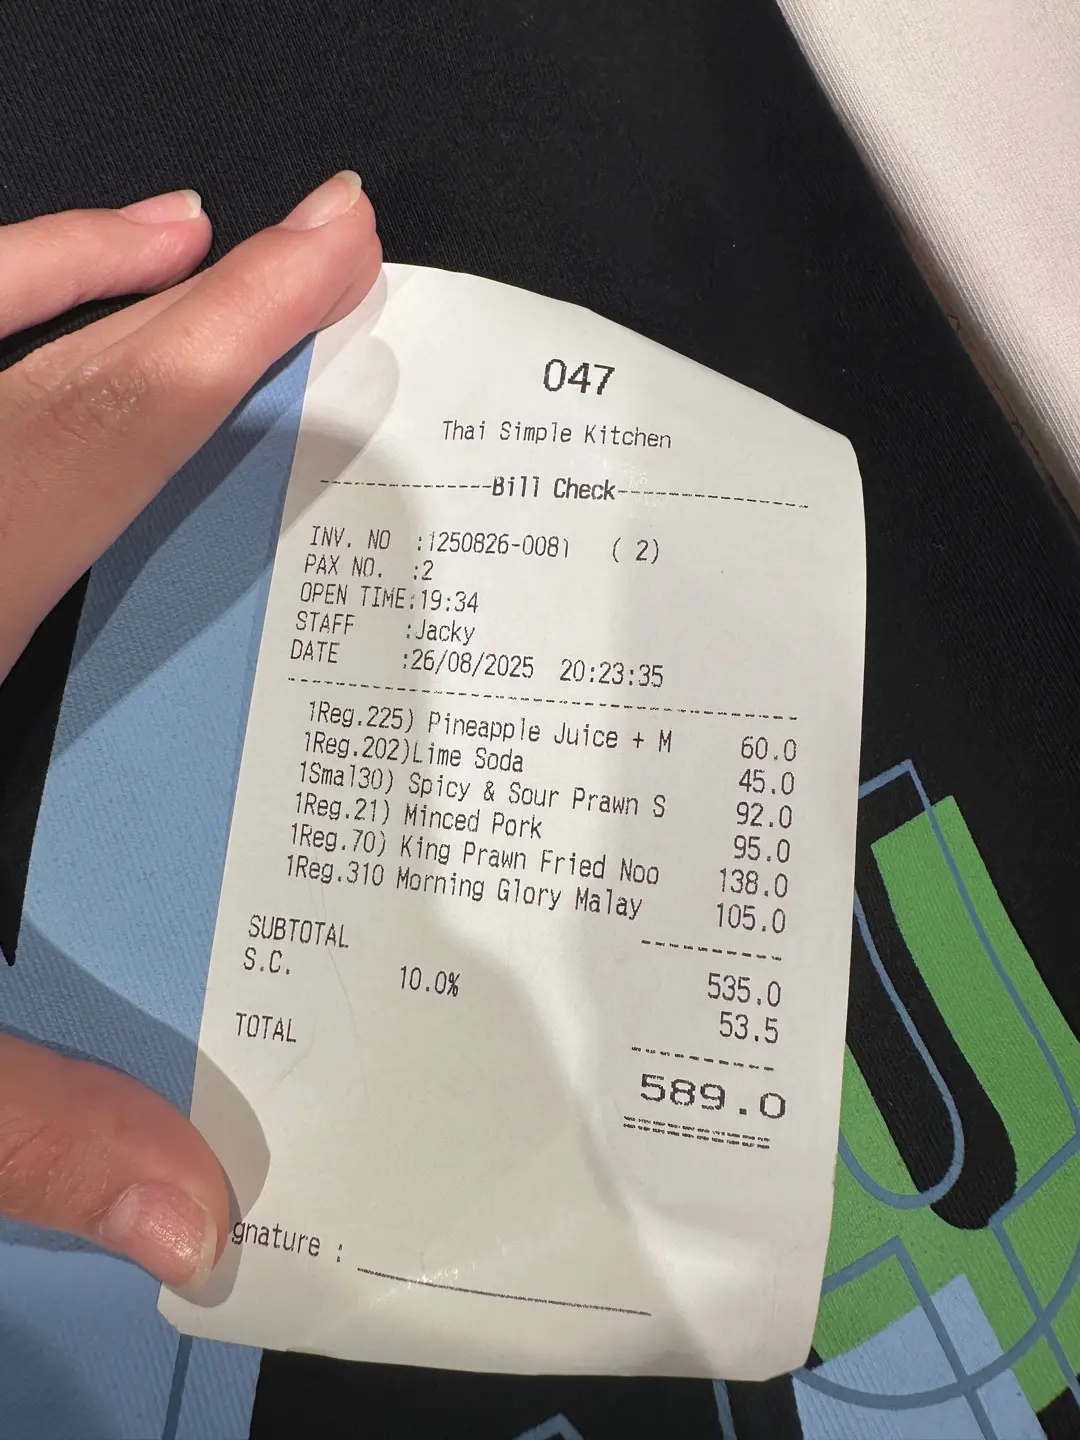 047
Thai Simple Kitchen
-----------------Bill Check-------------------
INV. NO :1250826-0081 ( 2)
PAX NO. :2
OPEN TIME:19:34
STAFF :Jacky
DATE :26/08/2025 20:23:35
1Reg.225) Pineapple Juice + M 60.0
1Reg.202)Lime Soda 45.0
1Smal30) Spicy & Sour Prawn S 92.0
1Reg.21) Minced Pork 95.0
1Reg.70) King Prawn Fried Noo 138.0
1Reg.310 Morning Glory Malay 105.0
SUBTOTAL 535.0
S.C. 10.0% 53.5
TOTAL 589.0
gnature :